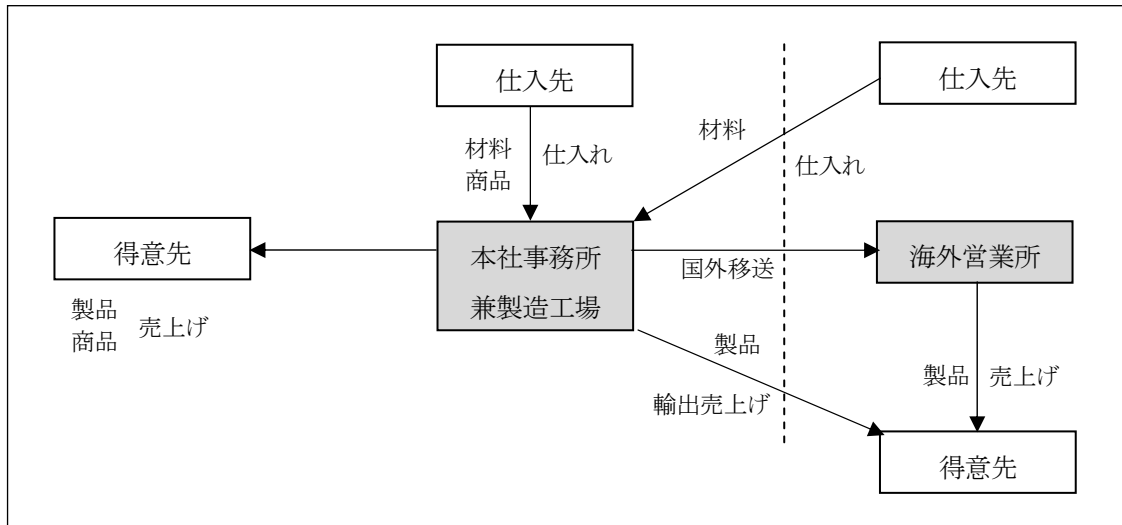 仕入先
仕入先
材料
材料
商品
仕入れ
仕入れ
得意先
本社事務所
兼製造工場
国外移送
海外営業所
製品
商品
売上げ
製品
輸出売上げ
製品
売上げ
得意先